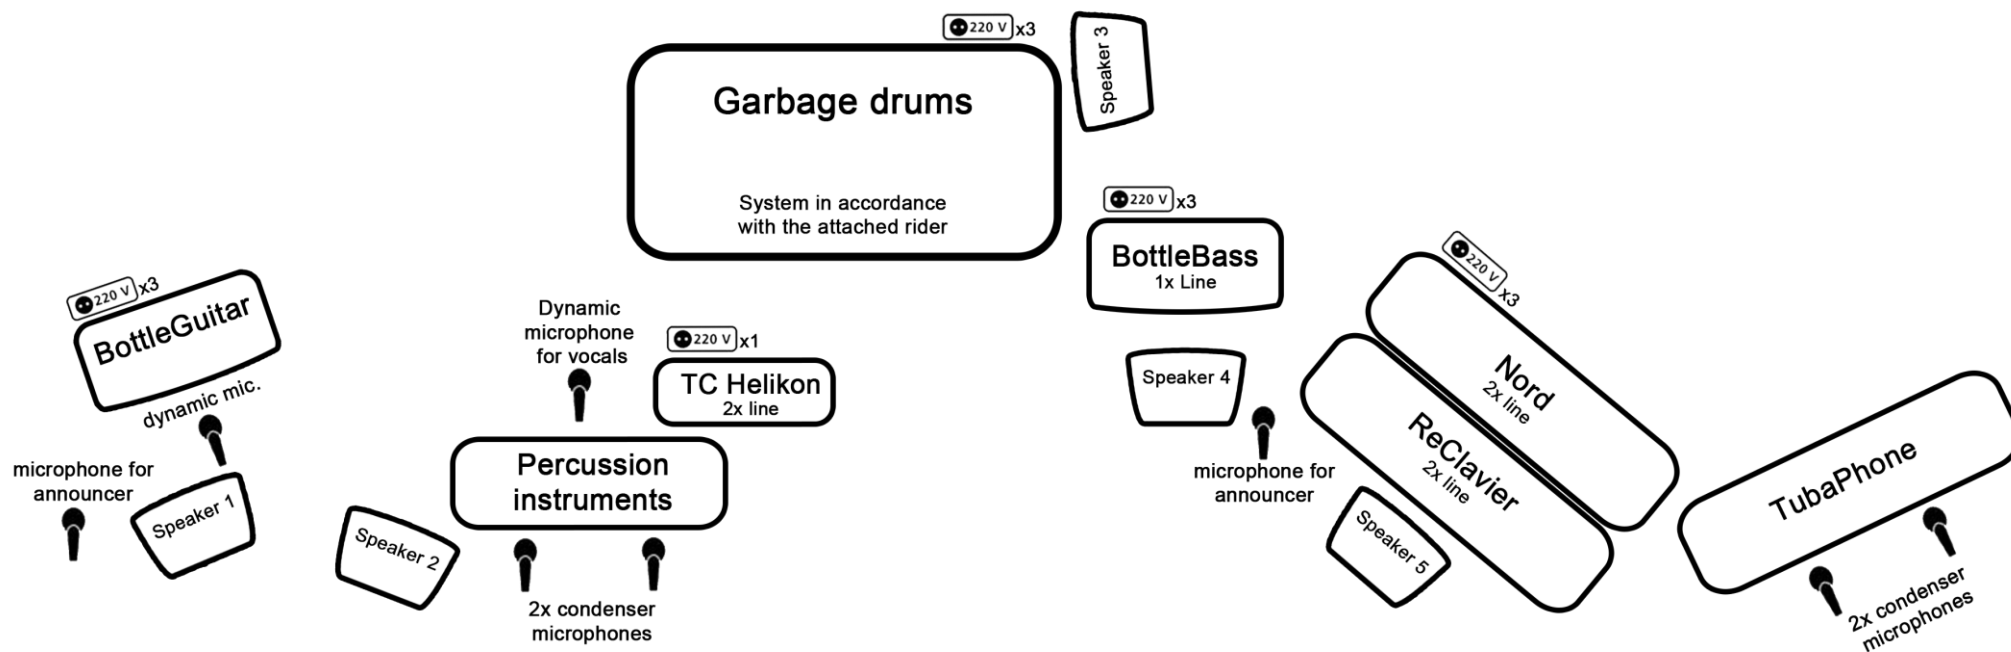 220 V x3
Speaker 3
Garbage drums
System in accordance
with the attached rider
220 V x3
BottleBass
1x Line
220 V x3
BottleGuitar
dynamic mic.
microphone for
announcer
Speaker 1
Dynamic
microphone
for vocals
220 V x1
TC Helikon
2x line
Percussion
instruments
Speaker 2
2x condenser
microphones
Speaker 4
microphone for
announcer
220 V x3
Nord
2x line
ReClavier
2x line
Speaker 5
TubaPhone
2x condenser
microphones